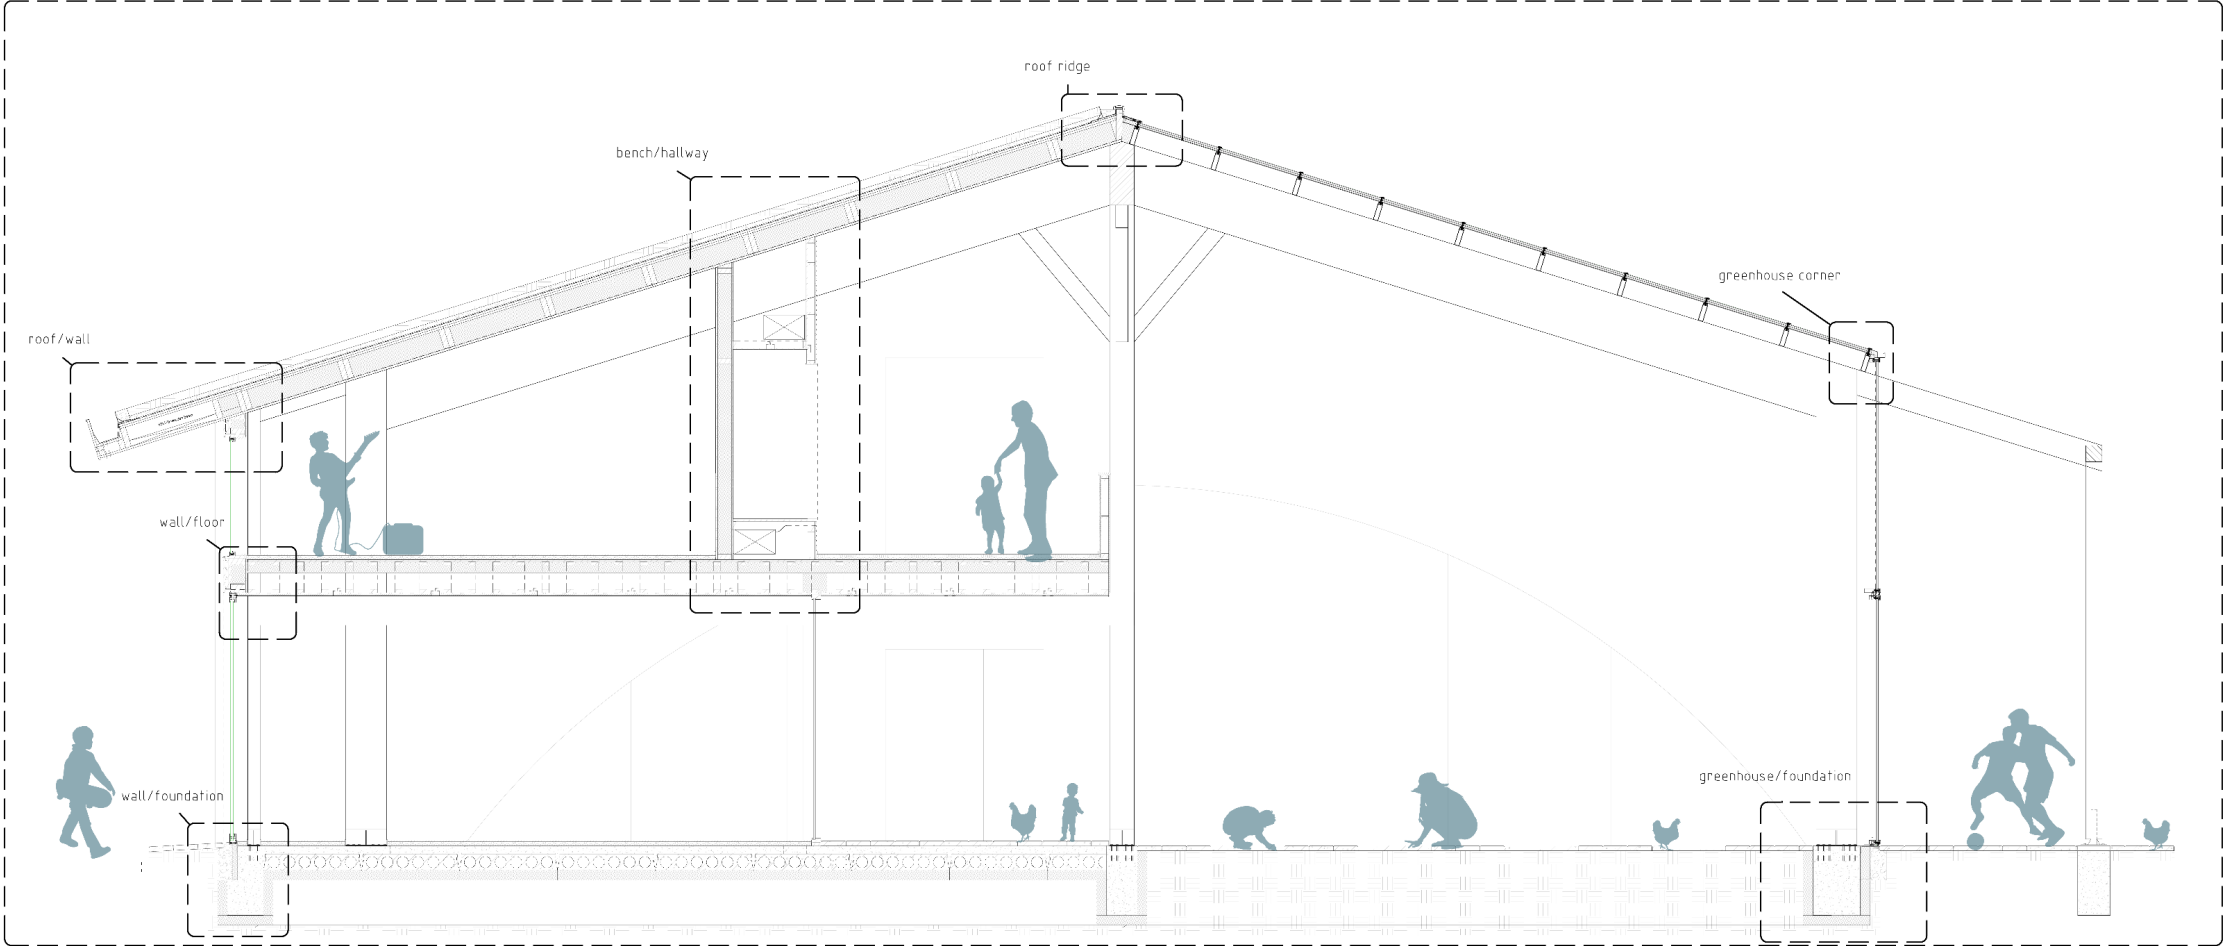 roof ridge
bench/hallway
greenhouse corner
roof/wall
wall/floor
greenhouse/foundation
wall/foundation